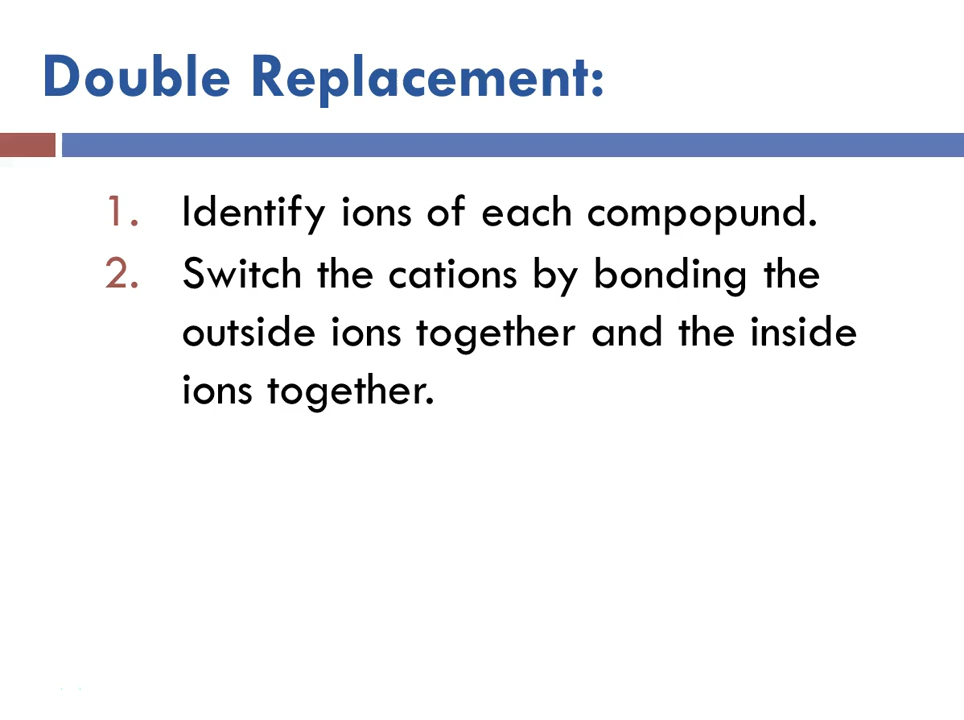 Double Replacement:
1. Identify ions of each compopund.
2. Switch the cations by bonding the
outside ions together and the inside
ions together.